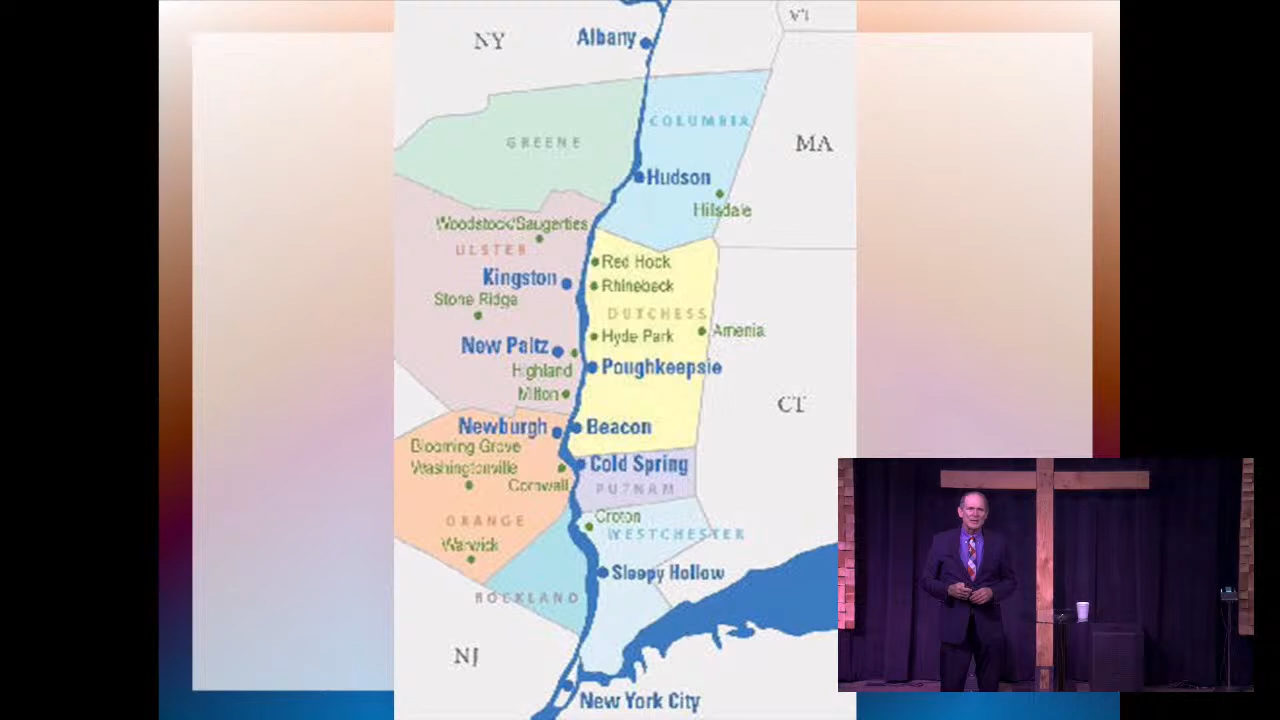 VT
NY
Albany
COLUMBIA
GREENE
MA
Hudson
Hillsdale
Woodstock/Saugerties
ULSTER
Red Hock
Kingston
Rhinebeck
Stone Ridge
DUTCHESS
Amenia
Hyde Park
New Paltz
Highland
Poughkeepsie
Milton
CT
Newburgh
Beacon
Blooming Grove
Washingtonville
Cold Spring
Cornwall
PUTNAM
Croton
ORANGE
WESTCHESTER
Warwick
Sleepy Hollow
ROCKLAND
NJ
New York City